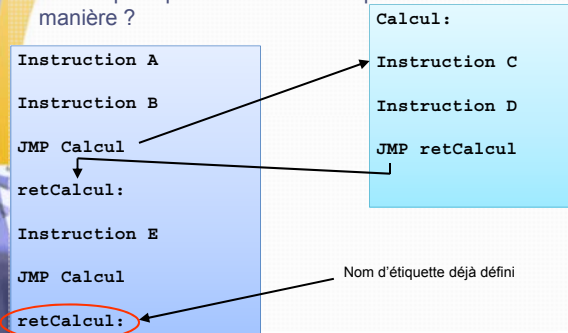 manière ?
Instruction A
Instruction B
JMP Calcul
retCalcul:
Instruction E
JMP Calcul
retCalcul:
Calcul:
Instruction C
Instruction D
JMP retCalcul
Nom d'étiquette déjà défini